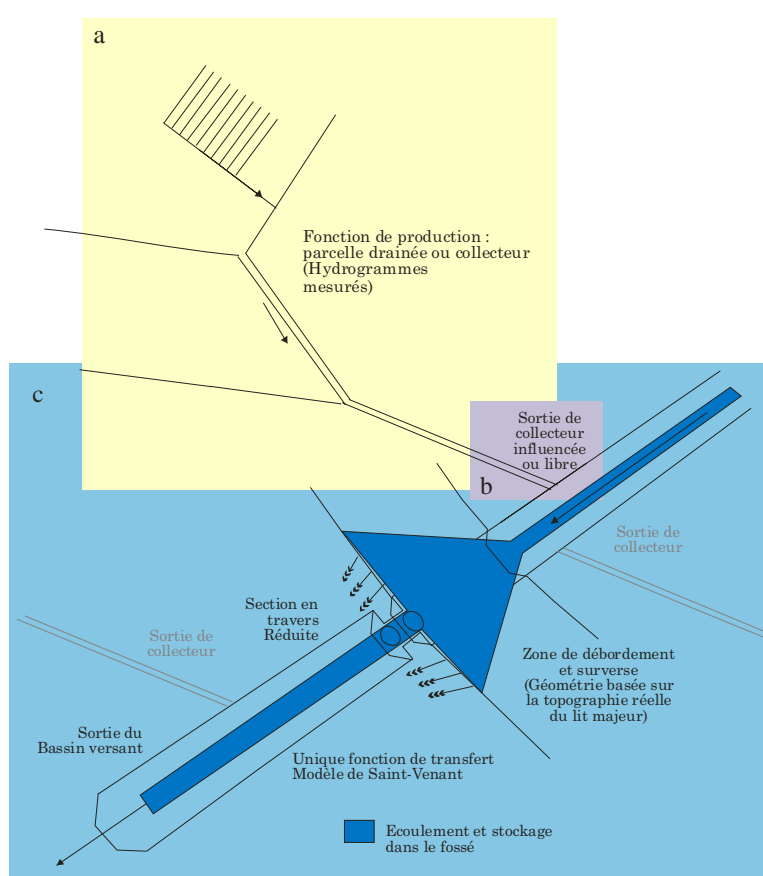 a
Fonction de production :
parcelle drainée ou collecteur
(Hydrogrammes
mesurés)
c
Sortie de
collecteur
influencée
ou libre
b
Sortie de
collecteur
Section en
travers
Réduite
Sortie de
collecteur
Zone de débordement
et surverse
(Géométrie basée sur
la topographie réelle
du lit majeur)
Sortie du
Bassin versant
Unique fonction de transfert
Modèle de Saint-Venant
Ecoulement et stockage
dans le fossé